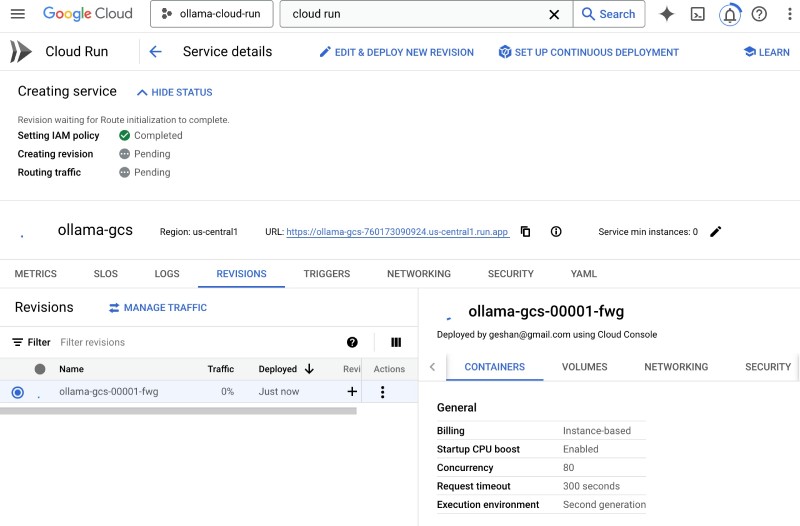 Google Cloud ollama-cloud-run cloud run Search
Cloud Run Service details EDIT & DEPLOY NEW REVISION SET UP CONTINUOUS DEPLOYMENT LEARN
Creating service HIDE STATUS
Revision waiting for Route initialization to complete.
Setting IAM policy Completed
Creating revision Pending
Routing traffic Pending
ollama-gcs Region: us-central1 URL: https://ollama-gcs-760173090924.us-central1.run.app Service min instances: 0
METRICS SLOS LOGS REVISIONS TRIGGERS NETWORKING SECURITY YAML
Revisions MANAGE TRAFFIC
Filter Filter revisions
Name Traffic Deployed Revi Actions
ollama-gcs-00001-fwg 0% Just now
ollama-gcs-00001-fwg
Deployed by geshan@gmail.com using Cloud Console
CONTAINERS VOLUMES NETWORKING SECURITY
General
Billing Instance-based
Startup CPU boost Enabled
Concurrency 80
Request timeout 300 seconds
Execution environment Second generation